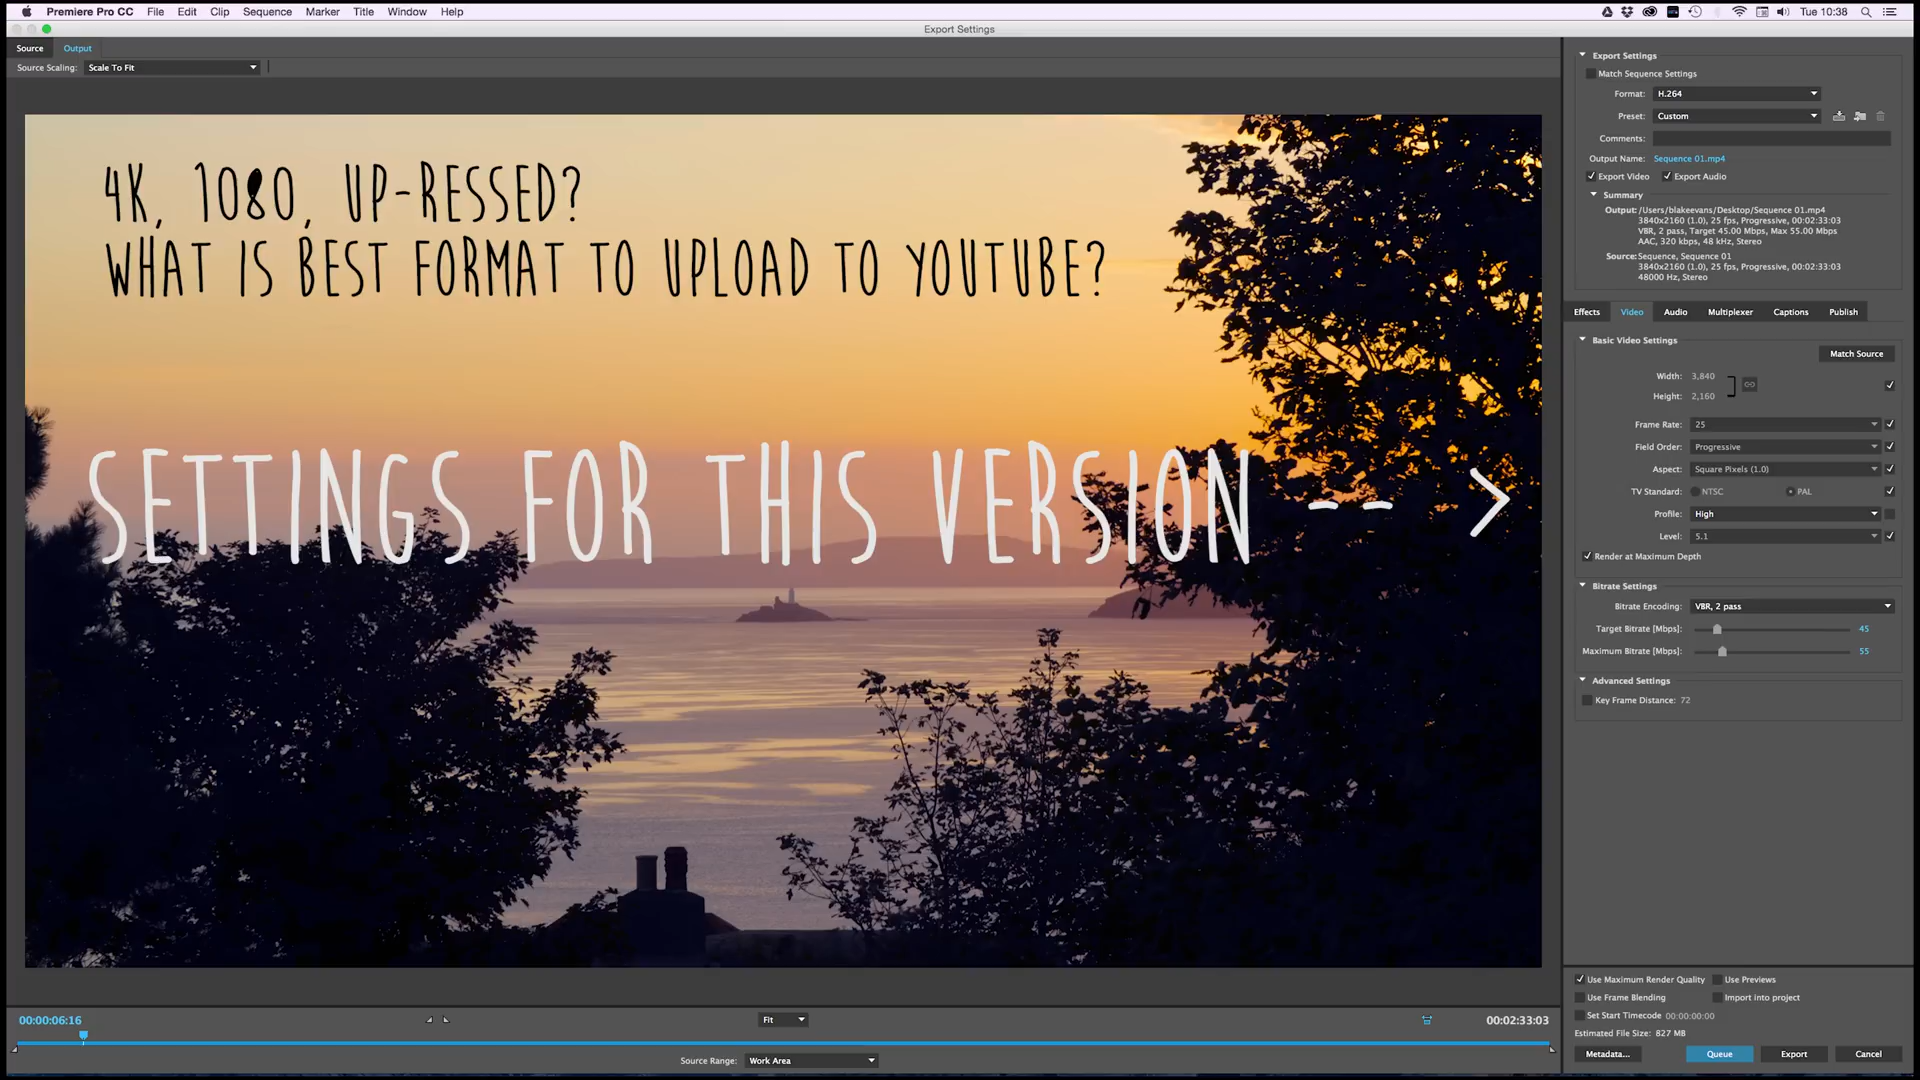 Premiere Pro CC File Edit Clip Sequence Marker Title Window Help Tue 10:38
Export Settings
Source Output
Source Scaling: Scale To Fit
4K, 1080, UP-RESSED?
WHAT IS BEST FORMAT TO UPLOAD TO YOUTUBE?
SETTINGS FOR THIS VERSION -- >
00:00:06:16
Fit
00:02:33:03
Source Range: Work Area
Export Settings
Match Sequence Settings
Format: H.264
Preset: Custom
Comments:
Output Name: Sequence 01.mp4
Export Video Export Audio
Summary
Output: /Users/blakeevans/Desktop/Sequence 01.mp4
3840x2160 (1.0), 25 fps, Progressive, 00:02:33:03
VBR, 2 pass, Target 45.00 Mbps, Max 55.00 Mbps
AAC, 320 kbps, 48 kHz, Stereo
Source: Sequence, Sequence 01
3840x2160 (1.0), 25 fps, Progressive, 00:02:33:03
48000 Hz, Stereo
Effects Video Audio Multiplexer Captions Publish
Basic Video Settings
Match Source
Width: 3,840
Height: 2,160
Frame Rate: 25
Field Order: Progressive
Aspect: Square Pixels (1.0)
TV Standard: NTSC PAL
Profile: High
Level: 5.1
Render at Maximum Depth
Bitrate Settings
Bitrate Encoding: VBR, 2 pass
Target Bitrate [Mbps]: 45
Maximum Bitrate [Mbps]: 55
Advanced Settings
Key Frame Distance: 72
Use Maximum Render Quality Use Previews
Use Frame Blending Import into project
Set Start Timecode 00:00:00:00
Estimated File Size: 827 MB
Metadata... Queue Export Cancel